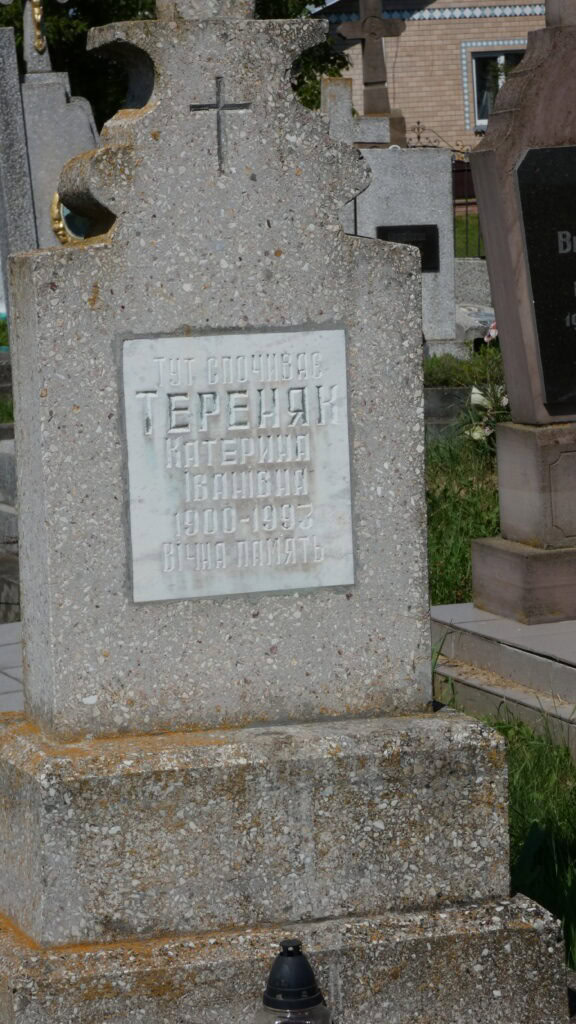 ТУТ СПОЧИВАЄ
ТЕРЕНЯК
КАТЕРИНА
ІВАНІВНА
1900-1993
ВІЧНА ПАМЯТЬ